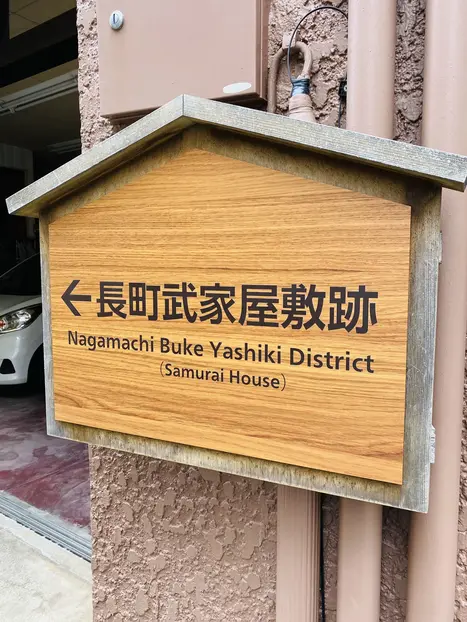 ←長町武家屋敷跡
Nagamachi Buke Yashiki District
（Samurai House）